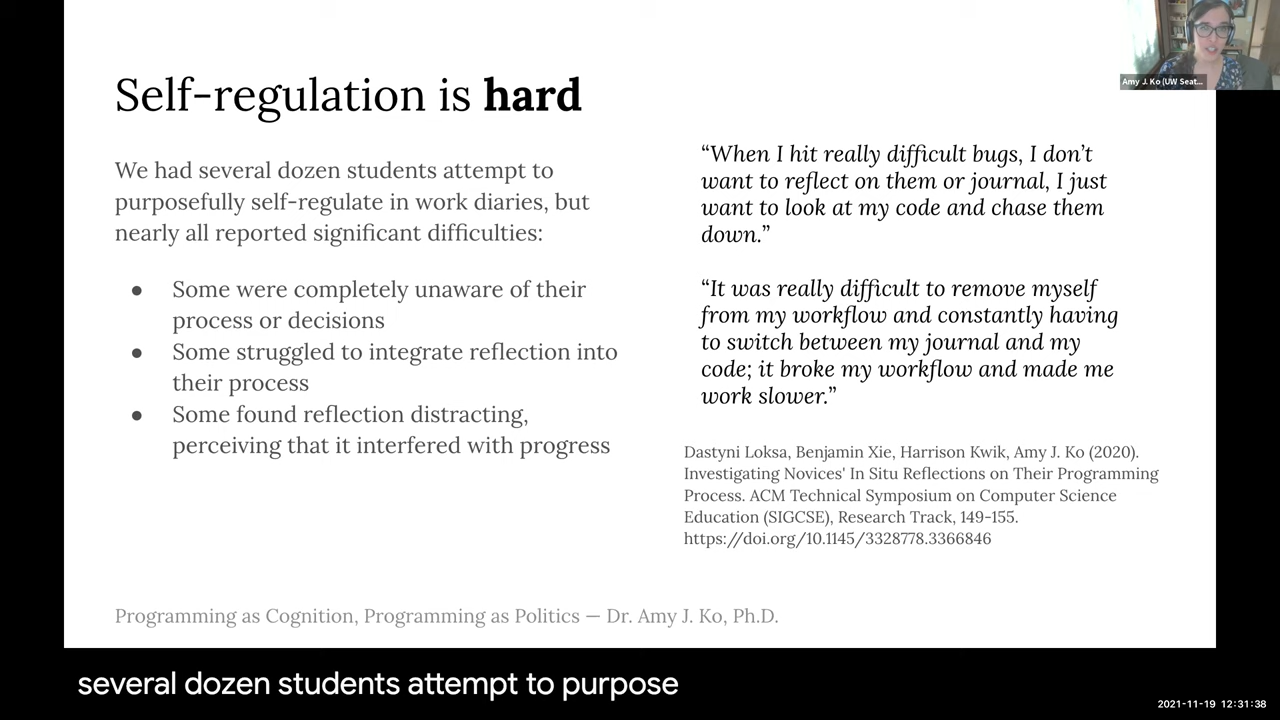 Self-regulation is hard
We had several dozen students attempt to
purposefully self-regulate in work diaries, but
nearly all reported significant difficulties:
● Some were completely unaware of their
process or decisions
● Some struggled to integrate reflection into
their process
● Some found reflection distracting,
perceiving that it interfered with progress
“When I hit really difficult bugs, I don’t
want to reflect on them or journal, I just
want to look at my code and chase them
down.”
“It was really difficult to remove myself
from my workflow and constantly having
to switch between my journal and my
code; it broke my workflow and made me
work slower.”
Dastyni Loksa, Benjamin Xie, Harrison Kwik, Amy J. Ko (2020).
Investigating Novices' In Situ Reflections on Their Programming
Process. ACM Technical Symposium on Computer Science
Education (SIGCSE), Research Track, 149-155.
https://doi.org/10.1145/3328778.3366846
Programming as Cognition, Programming as Politics — Dr. Amy J. Ko, Ph.D.
Amy J. Ko (UW Seat...
several dozen students attempt to purpose
2021-11-19 12:31:38